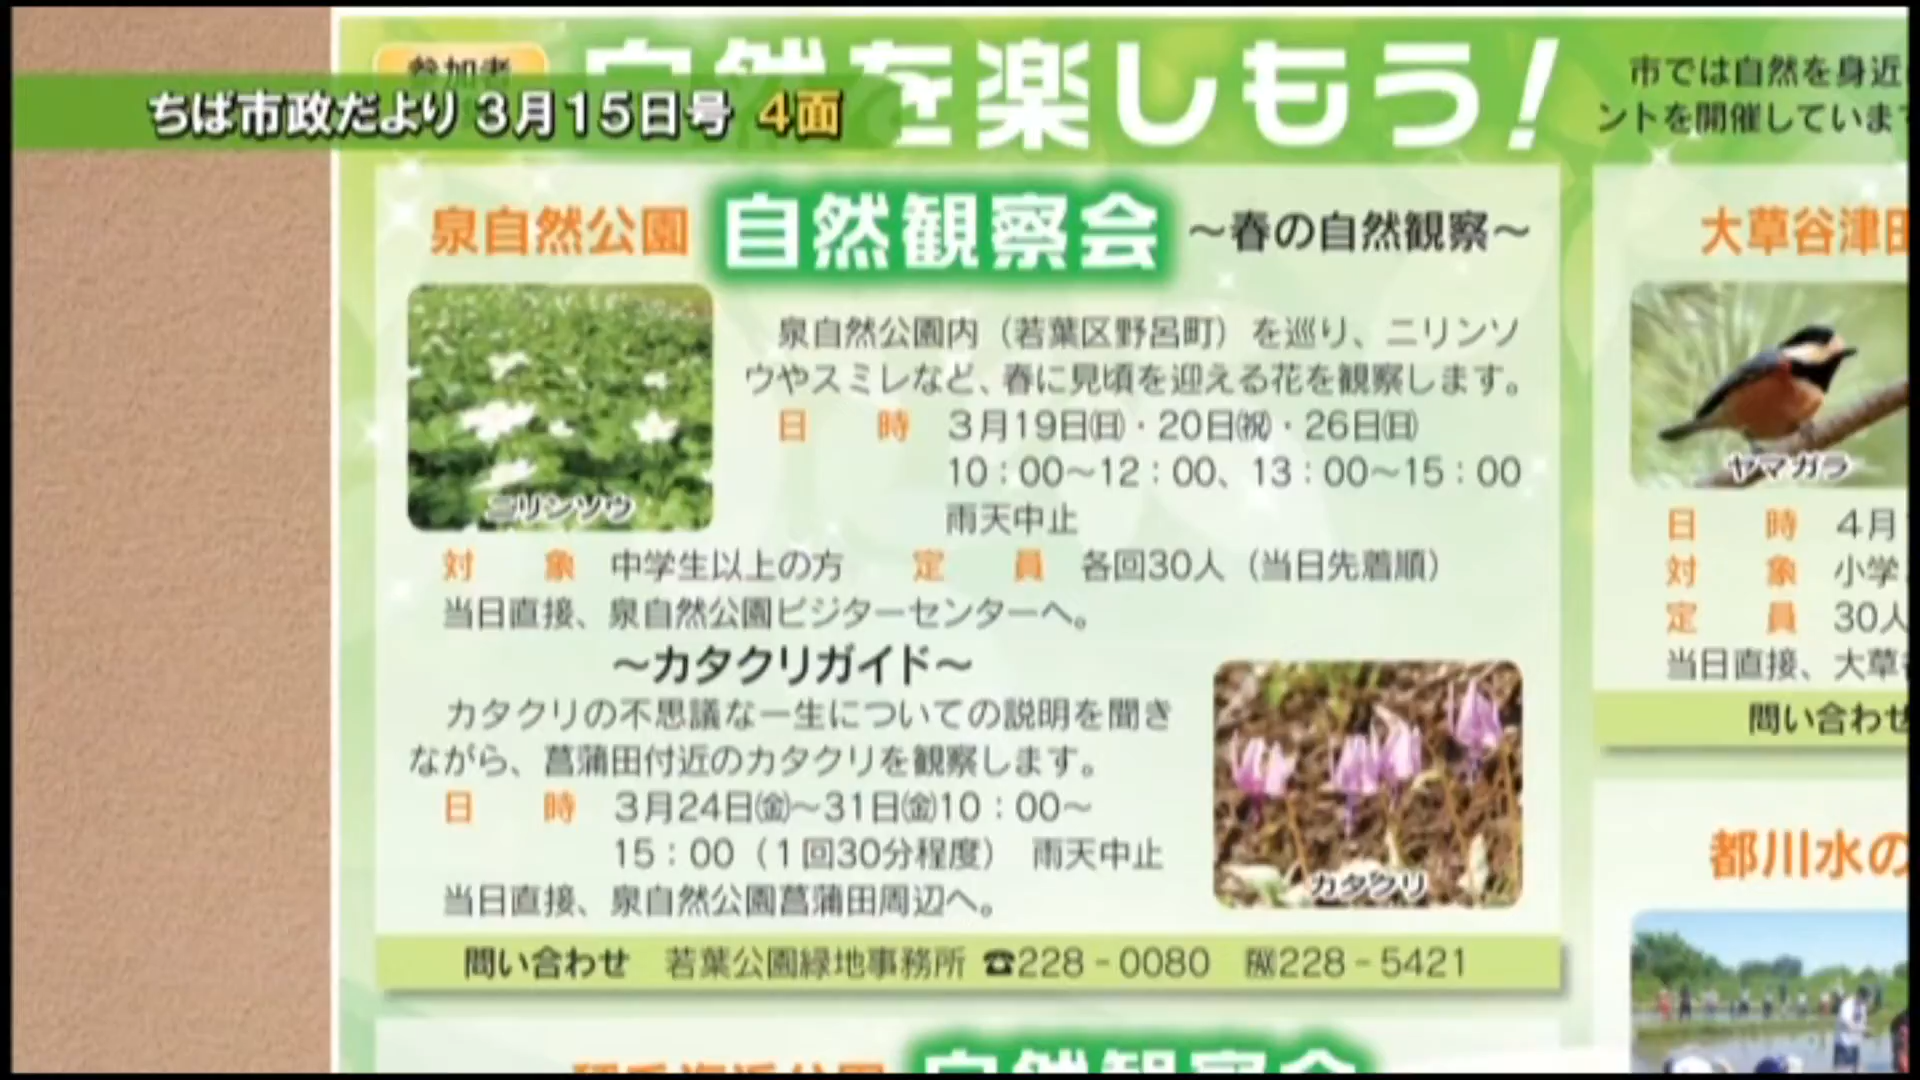 参加者
自然を楽しもう!
市では自然を身近
ントを開催していま
ちば市政だより 3月15日号 4面
泉自然公園 自然観察会 ～春の自然観察～
泉自然公園内（若葉区野呂町）を巡り、ニリンソ
ウやスミレなど、春に見頃を迎える花を観察します。
日時 3月19日㈰・20日㈷・26日㈰
10：00～12：00、13：00～15：00
雨天中止
ニリンソウ
対象 中学生以上の方 定員 各回30人（当日先着順）
当日直接、泉自然公園ビジターセンターへ。
～カタクリガイド～
カタクリの不思議な一生についての説明を聞き
ながら、菖蒲田付近のカタクリを観察します。
日時 3月24日㈮～31日㈮10：00～
15：00（1回30分程度） 雨天中止
当日直接、泉自然公園菖蒲田周辺へ。
カタクリ
問い合わせ 若葉公園緑地事務所 ☎228－0080 ℻228－5421
自然観察会
大草谷津田
ヤマガラ
日時 4月
対象 小学
定員 30人
当日直接、大草
問い合わせ
都川水の